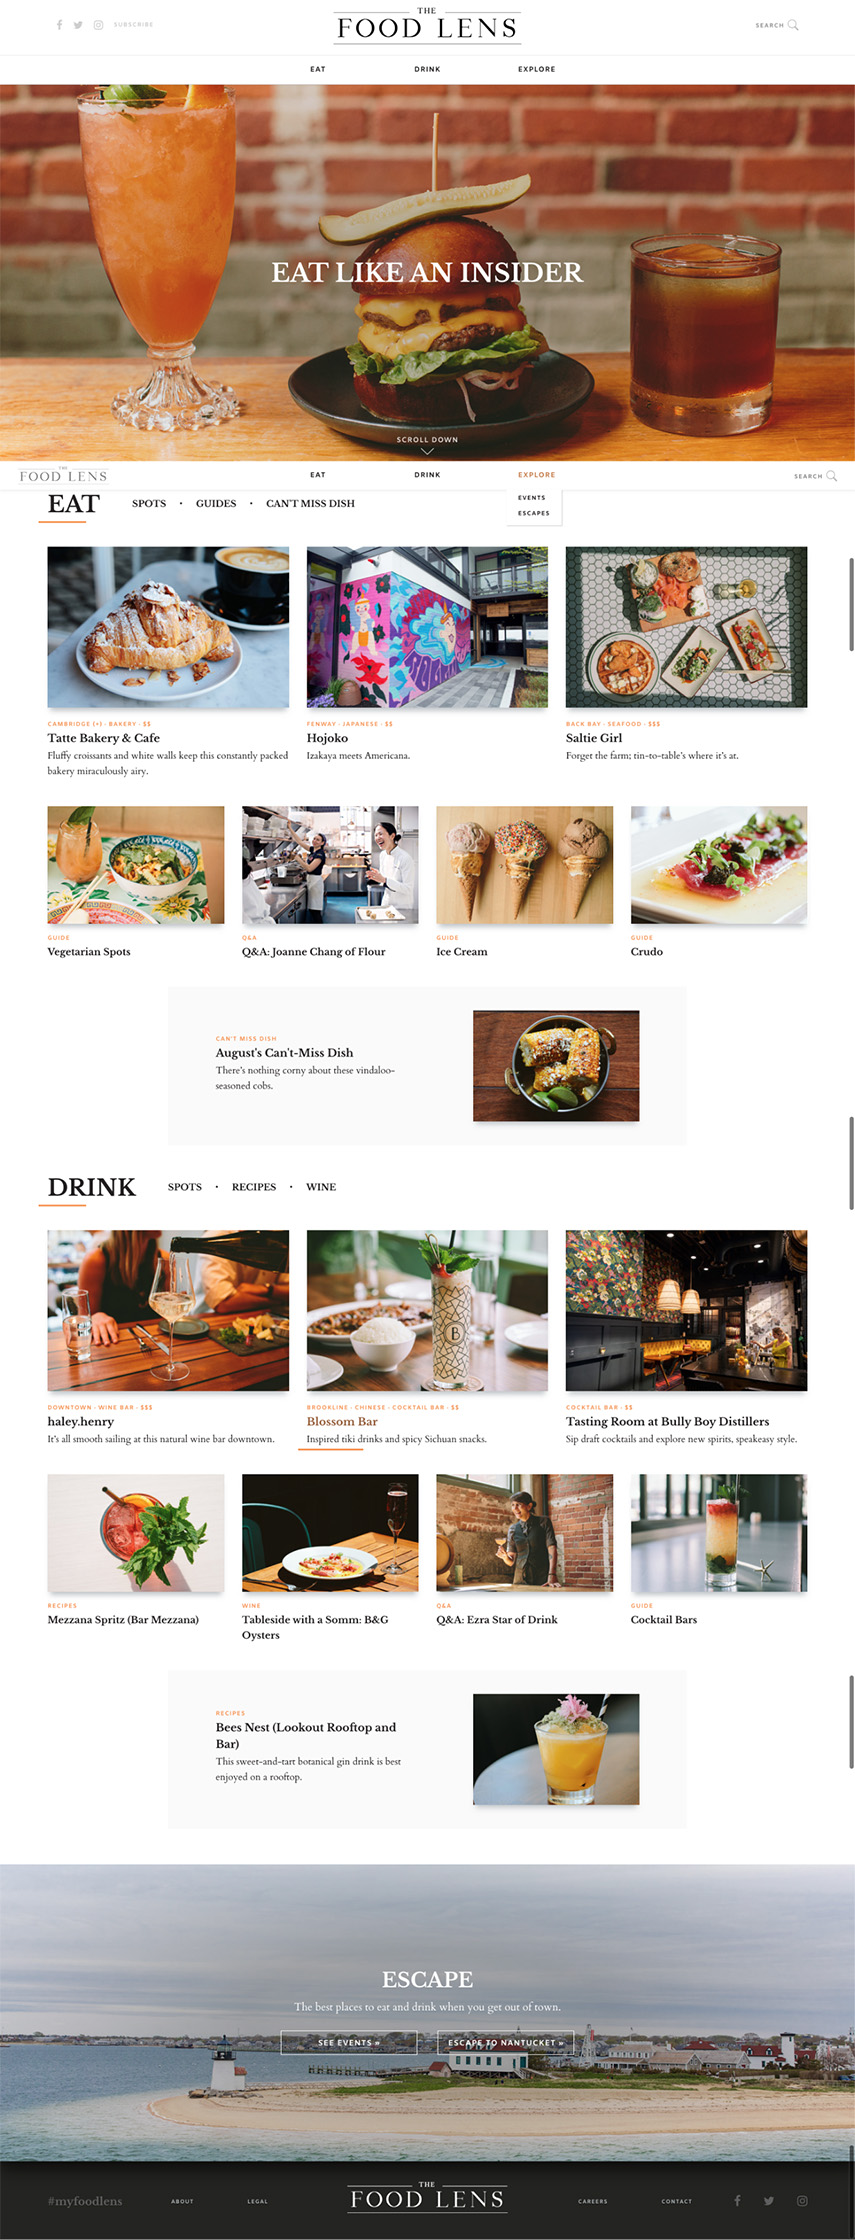 SUBSCRIBE
THE
FOOD LENS
SEARCH
EAT
DRINK
EXPLORE
EAT LIKE AN INSIDER
SCROLL DOWN
THE
FOOD LENS
EAT
DRINK
EXPLORE
SEARCH
EVENTS
ESCAPES
EAT
SPOTS • GUIDES • CAN'T MISS DISH
CAMBRIDGE (+) · BAKERY · $$
Tatte Bakery & Cafe
Fluffy croissants and white walls keep this constantly packed
bakery miraculously airy.
FENWAY · JAPANESE · $$
Hojoko
Izakaya meets Americana.
BACK BAY · SEAFOOD · $$$
Saltie Girl
Forget the farm; tin-to-table's where it's at.
GUIDE
Vegetarian Spots
Q&A
Q&A: Joanne Chang of Flour
GUIDE
Ice Cream
GUIDE
Crudo
CAN'T MISS DISH
August's Can't-Miss Dish
There's nothing corny about these vindaloo-
seasoned cobs.
DRINK
SPOTS • RECIPES • WINE
B
DOWNTOWN · WINE BAR · $$$
haley.henry
It's all smooth sailing at this natural wine bar downtown.
BROOKLINE · CHINESE · COCKTAIL BAR · $$
Blossom Bar
Inspired tiki drinks and spicy Sichuan snacks.
COCKTAIL BAR · $$
Tasting Room at Bully Boy Distillers
Sip draft cocktails and explore new spirits, speakeasy style.
RECIPES
Mezzana Spritz (Bar Mezzana)
WINE
Tableside with a Somm: B&G
Oysters
Q&A
Q&A: Ezra Star of Drink
GUIDE
Cocktail Bars
RECIPES
Bees Nest (Lookout Rooftop and
Bar)
This sweet-and-tart botanical gin drink is best
enjoyed on a rooftop.
ESCAPE
The best places to eat and drink when you get out of town.
SEE EVENTS »
ESCAPE TO NANTUCKET »
#myfoodlens
ABOUT
LEGAL
THE
FOOD LENS
CAREERS
CONTACT